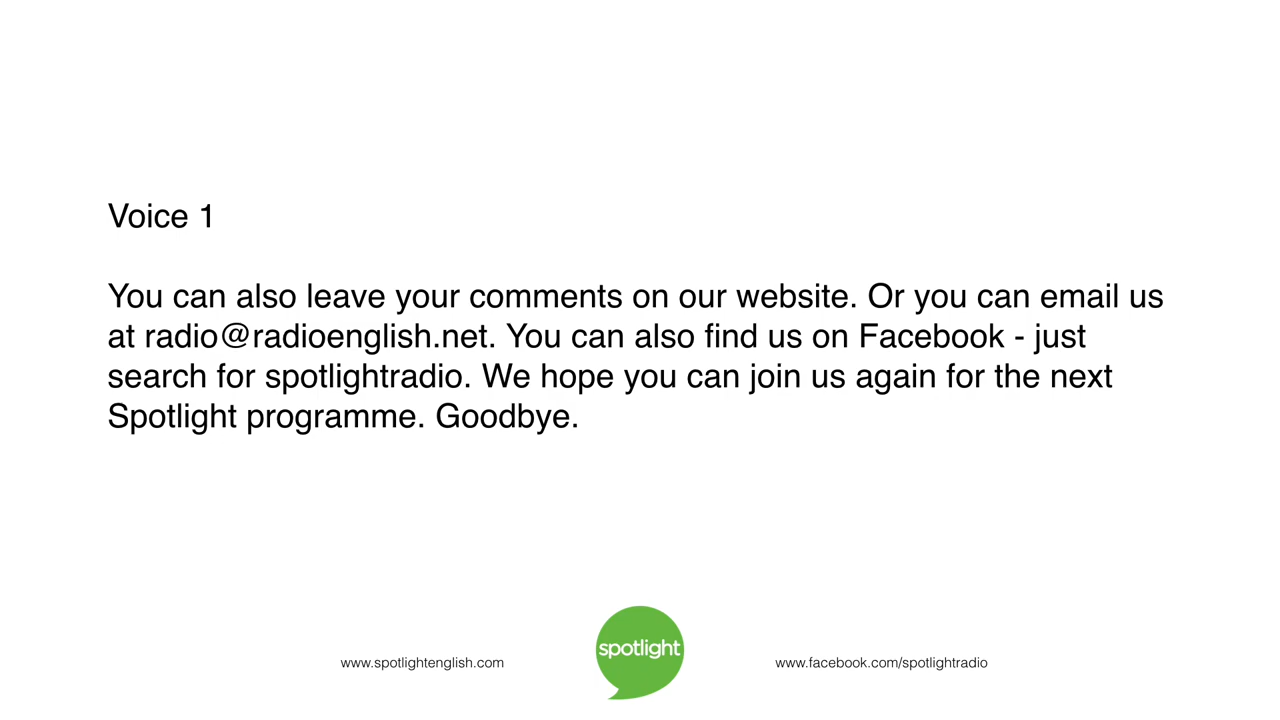 Voice 1
You can also leave your comments on our website. Or you can email us
at radio@radioenglish.net. You can also find us on Facebook - just
search for spotlightradio. We hope you can join us again for the next
Spotlight programme. Goodbye.
www.spotlightenglish.com
spotlight
www.facebook.com/spotlightradio